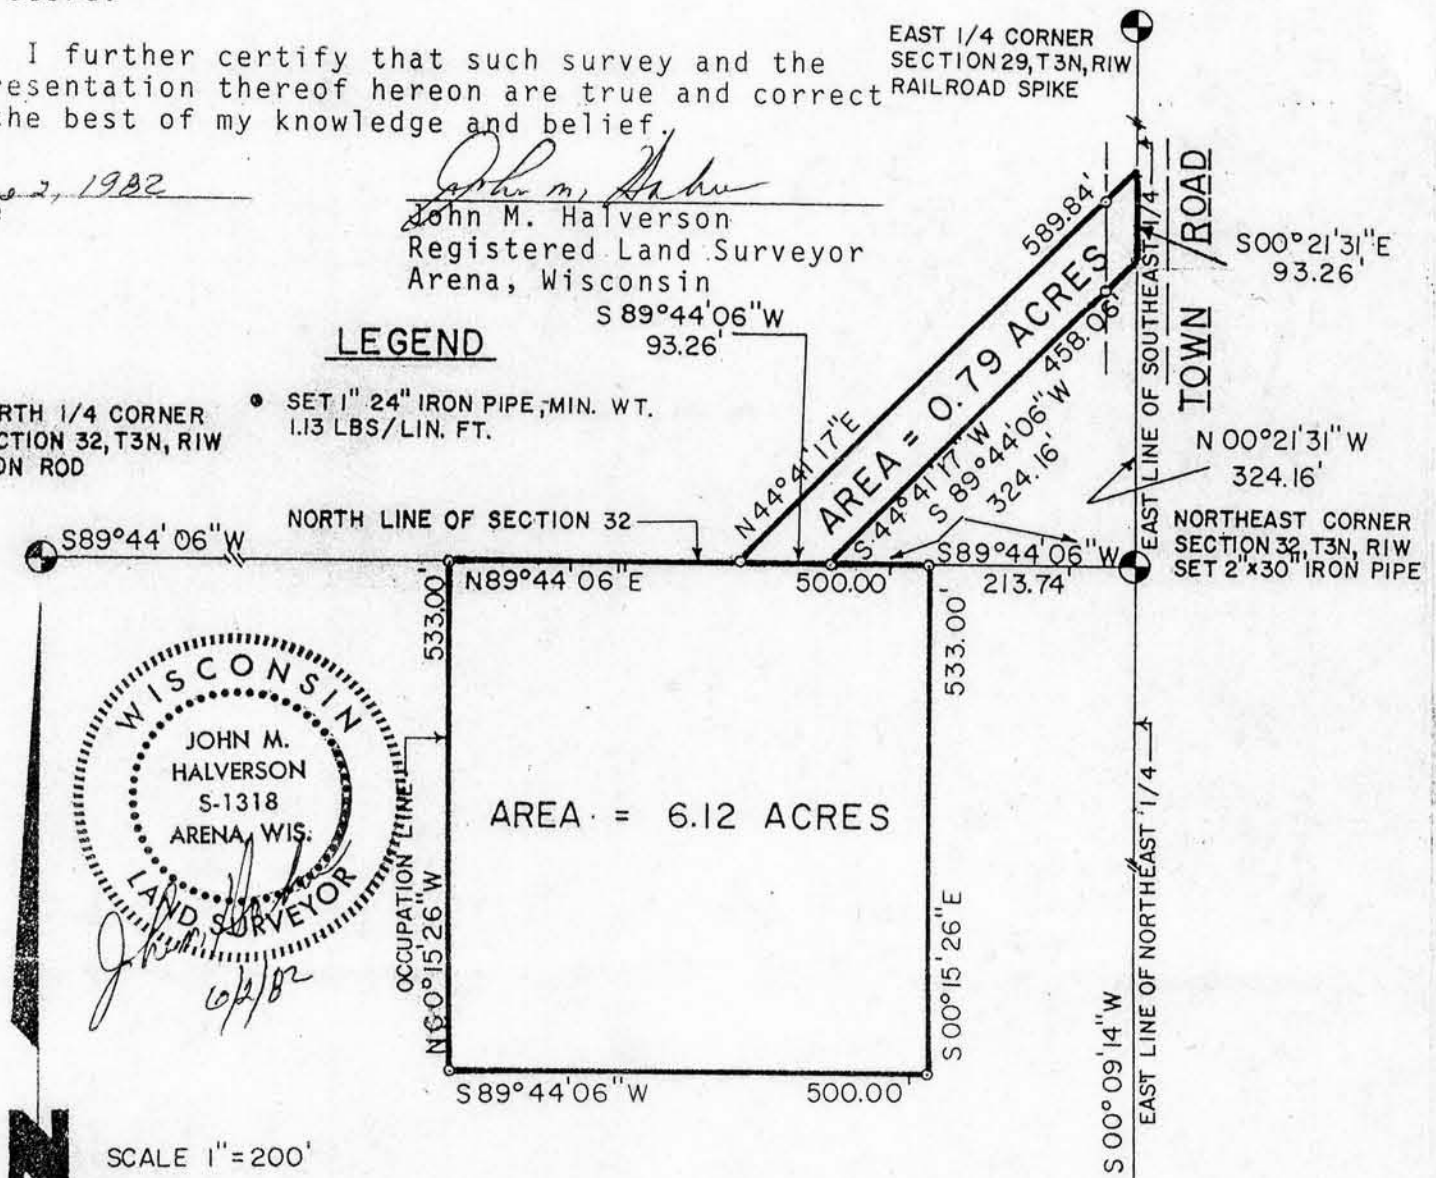 I further certify that such survey and the
resentation thereof hereon are true and correct
the best of my knowledge and belief.
2, 1982
John M. Halverson
Registered Land Surveyor
Arena, Wisconsin
EAST 1/4 CORNER
SECTION 29, T3N, R1W
RAILROAD SPIKE
LEGEND
SET 1" 24" IRON PIPE, MIN. WT.
1.13 LBS/LIN. FT.
RTH 1/4 CORNER
CTION 32, T3N, R1W
ON ROD
S 89°44'06"W
93.26'
589.84'
N 44°41'17"E
AREA = 0.79 ACRES
458.06'
S 44°41'17"W
S 89°44'06"W
324.16'
EAST LINE OF SOUTHEAST 1/4
TOWN ROAD
S00°21'31"E
93.26'
N 00°21'31"W
324.16'
NORTHEAST CORNER
SECTION 32, T3N, R1W
SET 2"x30" IRON PIPE
S89°44'06"W
NORTH LINE OF SECTION 32
N89°44'06"E
500.00'
S89°44'06"W
213.74'
533.00'
533.00'
WISCONSIN
JOHN M.
HALVERSON
S-1318
ARENA, WIS.
LAND SURVEYOR
6/2/82
OCCUPATION LINE
N 00°15'26"W
AREA = 6.12 ACRES
S 00°15'26"E
S89°44'06"W
500.00'
S 00°09'14"W
EAST LINE OF NORTHEAST 1/4
N
SCALE 1"=200'